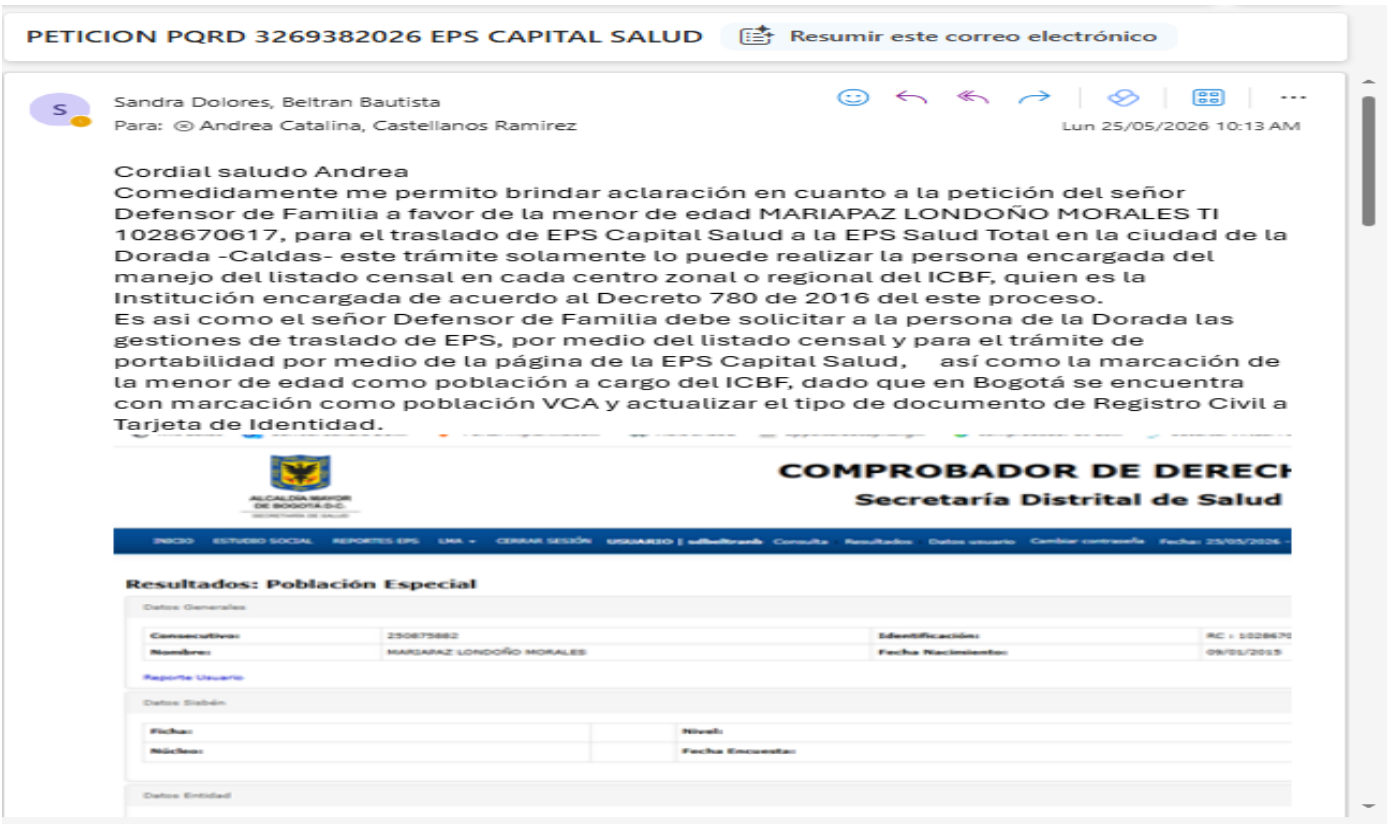 PETICION PQRD 3269382026 EPS CAPITAL SALUD Resumir este correo electrónico
S
Sandra Dolores, Beltran Bautista
Para: Andrea Catalina, Castellanos Ramirez
Lun 25/05/2026 10:13 AM
Cordial saludo Andrea
Comedidamente me permito brindar aclaración en cuanto a la petición del señor
Defensor de Familia a favor de la menor de edad MARIAPAZ LONDOÑO MORALES TI
1028670617, para el traslado de EPS Capital Salud a la EPS Salud Total en la ciudad de la
Dorada -Caldas- este trámite solamente lo puede realizar la persona encargada del
manejo del listado censal en cada centro zonal o regional del ICBF, quien es la
Institución encargada de acuerdo al Decreto 780 de 2016 del este proceso.
Es asi como el señor Defensor de Familia debe solicitar a la persona de la Dorada las
gestiones de traslado de EPS, por medio del listado censal y para el trámite de
portabilidad por medio de la página de la EPS Capital Salud, así como la marcación de
la menor de edad como población a cargo del ICBF, dado que en Bogotá se encuentra
con marcación como población VCA y actualizar el tipo de documento de Registro Civil a
Tarjeta de Identidad.
COMPROBADOR DE DERECH
Secretaría Distrital de Salud
ALCALDÍA MAYOR
DE BOGOTÁ D.C.
SECRETARÍA DE SALUD
INICIO ESTUDIO SOCIAL REPORTES EPS LMA CERRAR SESIÓN USUARIO | sdbeltranb Consulta Resultados Datos usuario Cambiar contraseña Fecha: 25/05/2026 -
Resultados: Población Especial
Datos Generales
Consecutivo: 250875882 Identificación: RC : 1028670
Nombre: MARIAPAZ LONDOÑO MORALES Fecha Nacimiento: 09/01/2015
Reporte Usuario
Datos Sisbén
Ficha: Nivel:
Núcleo: Fecha Encuesta:
Datos Entidad